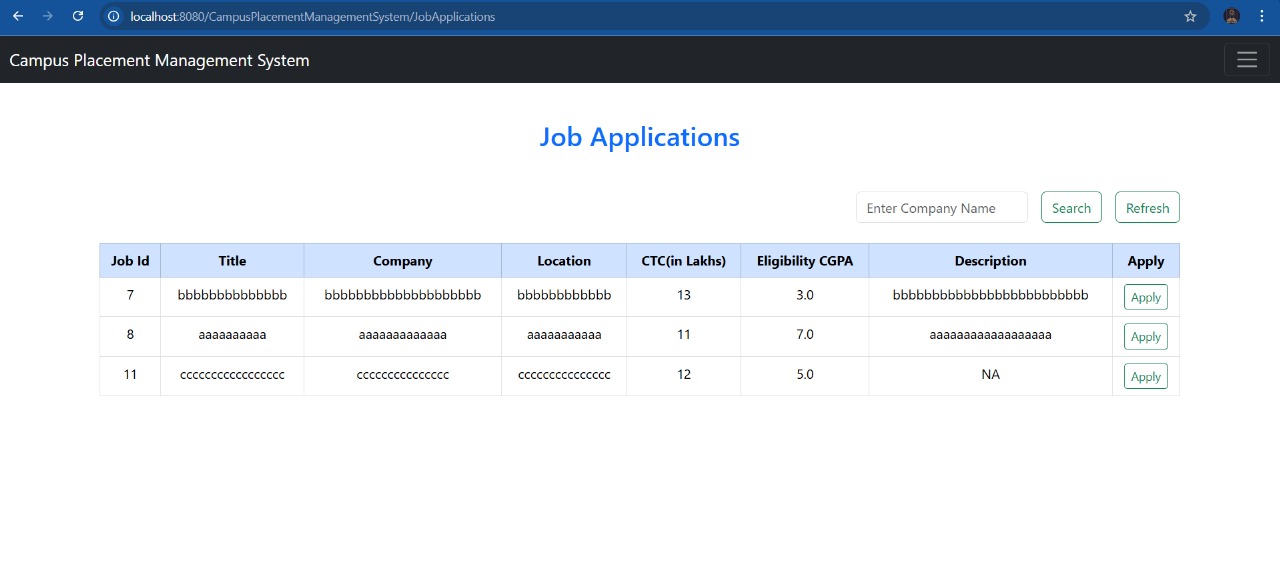 localhost:8080/CampusPlacementManagementSystem/JobApplications
Campus Placement Management System
Job Applications
Enter Company Name Search Refresh
Job Id Title Company Location CTC(in Lakhs) Eligibility CGPA Description Apply
7 bbbbbbbbbbbbbb bbbbbbbbbbbbbbbbbbbb bbbbbbbbbbbb 13 3.0 bbbbbbbbbbbbbbbbbbbbbbbbb Apply
8 aaaaaaaaaa aaaaaaaaaaaaa aaaaaaaaaaa 11 7.0 aaaaaaaaaaaaaaaaaa Apply
11 ccccccccccccccccc ccccccccccccccc ccccccccccccccc 12 5.0 NA Apply